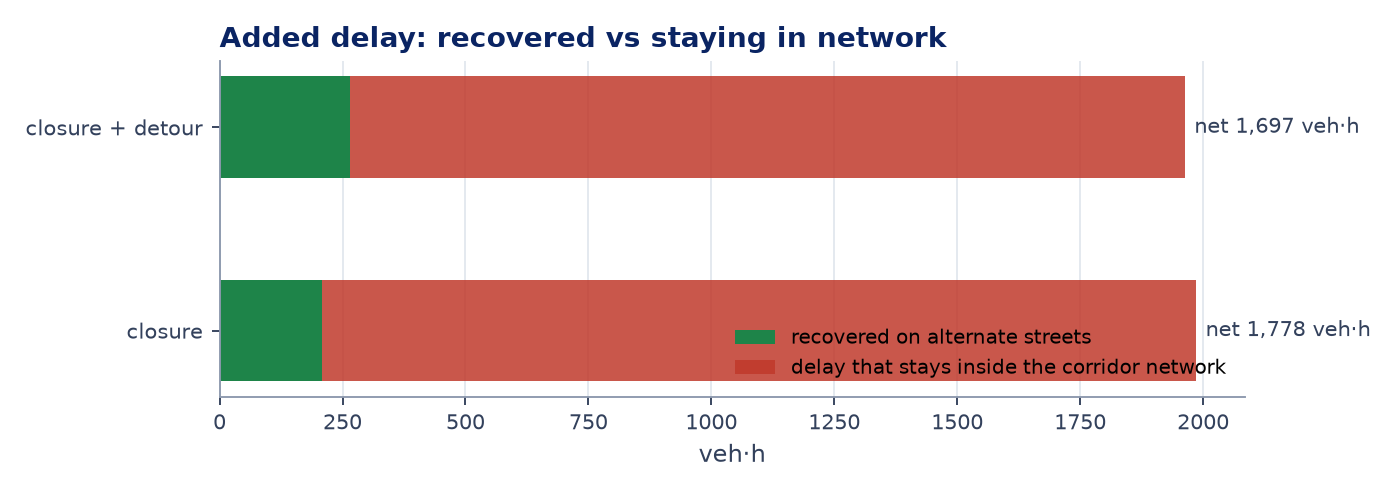 Added delay: recovered vs staying in network
closure + detour
net 1,697 veh·h
closure
net 1,778 veh·h
recovered on alternate streets
delay that stays inside the corridor network
0 250 500 750 1000 1250 1500 1750 2000
veh·h